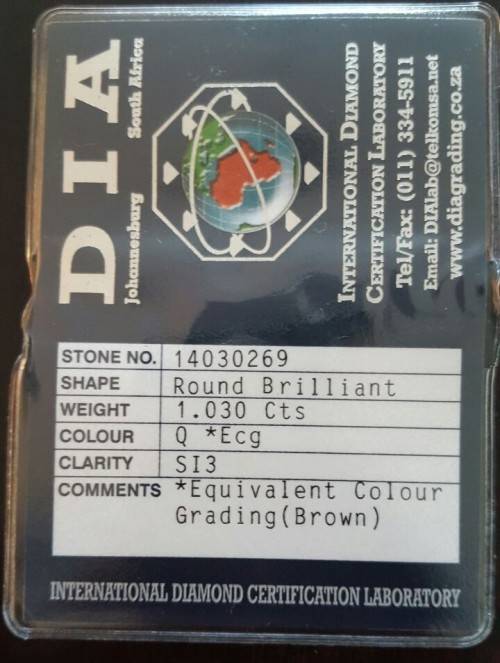 DIA
Johannesburg South Africa
INTERNATIONAL DIAMOND
CERTIFICATION LABORATORY
Tel/Fax: (011) 334-5911
Email: DIAlab@telkomsa.net
www.diagrading.co.za
STONE NO. 14030269
SHAPE Round Brilliant
WEIGHT 1.030 Cts
COLOUR Q *Ecg
CLARITY SI3
COMMENTS *Equivalent Colour
Grading(Brown)
INTERNATIONAL DIAMOND CERTIFICATION LABORATORY